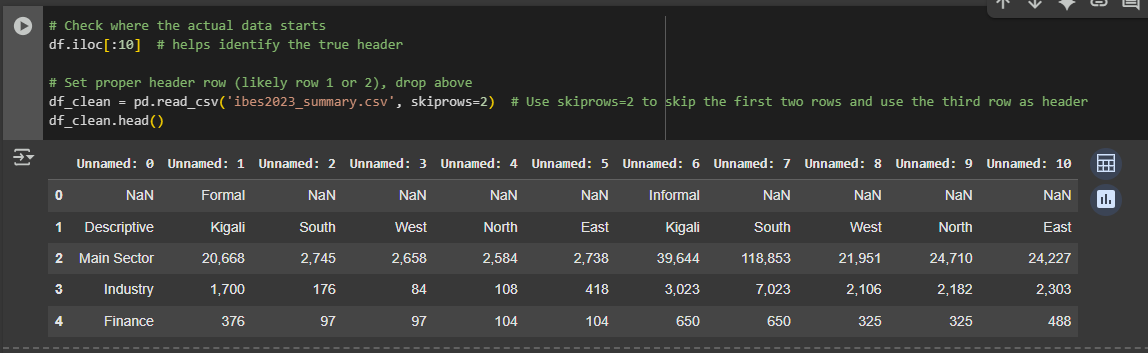 # Check where the actual data starts
df.iloc[:10]  # helps identify the true header
# Set proper header row (likely row 1 or 2), drop above
df_clean = pd.read_csv('ibes2023_summary.csv', skiprows=2)  # Use skiprows=2 to skip the first two rows and use the third row as header
df_clean.head()
Unnamed: 0 Unnamed: 1 Unnamed: 2 Unnamed: 3 Unnamed: 4 Unnamed: 5 Unnamed: 6 Unnamed: 7 Unnamed: 8 Unnamed: 9 Unnamed: 10
0 NaN Formal NaN NaN NaN NaN Informal NaN NaN NaN NaN
1 Descriptive Kigali South West North East Kigali South West North East
2 Main Sector 20,668 2,745 2,658 2,584 2,738 39,644 118,853 21,951 24,710 24,227
3 Industry 1,700 176 84 108 418 3,023 7,023 2,106 2,182 2,303
4 Finance 376 97 97 104 104 650 650 325 325 488